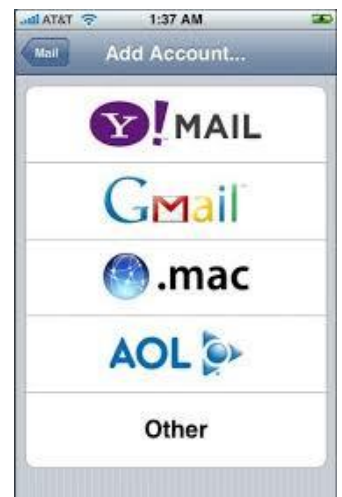 AT&T 1:37 AM
Mail Add Account...
Y! MAIL
Gmail
.mac
AOL
Other